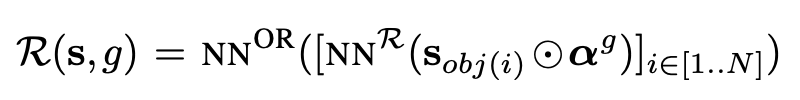 ℛ(𝐬, g) = NN^OR([NN^ℛ(𝐬_obj(i) ⊙ 𝜶^g)]_i∈[1..N])